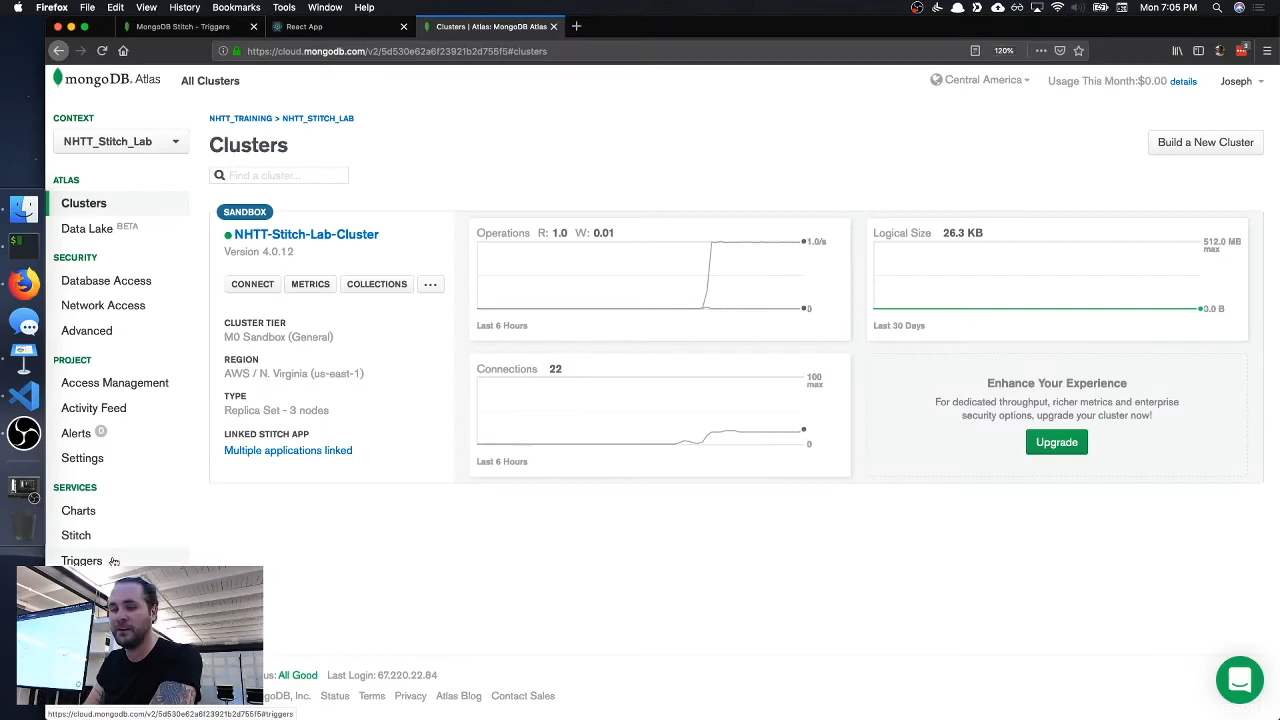 Firefox File Edit View History Bookmarks Tools Window Help
Mon 7:05 PM
MongoDB Stitch - Triggers
React App
Clusters | Atlas: MongoDB Atlas
https://cloud.mongodb.com/v2/5d530e62a6f23921b2d755f5#clusters
120%
mongoDB. Atlas
All Clusters
Central America
Usage This Month:$0.00 details
Joseph
CONTEXT
NHTT_Stitch_Lab
ATLAS
Clusters
Data Lake BETA
SECURITY
Database Access
Network Access
Advanced
PROJECT
Access Management
Activity Feed
Alerts 0
Settings
SERVICES
Charts
Stitch
Triggers
NHTT_TRAINING > NHTT_STITCH_LAB
Clusters
Build a New Cluster
Find a cluster...
SANDBOX
NHTT-Stitch-Lab-Cluster
Version 4.0.12
CONNECT
METRICS
COLLECTIONS
...
CLUSTER TIER
M0 Sandbox (General)
REGION
AWS / N. Virginia (us-east-1)
TYPE
Replica Set - 3 nodes
LINKED STITCH APP
Multiple applications linked
Operations R: 1.0 W: 0.01
1.0/s
0
Last 6 Hours
Logical Size 26.3 KB
512.0 MB
max
0.0 B
Last 30 Days
Connections 22
100
max
0
Last 6 Hours
Enhance Your Experience
For dedicated throughput, richer metrics and enterprise
security options, upgrade your cluster now!
Upgrade
us: All Good Last Login: 67.220.22.84
goDB, Inc. Status Terms Privacy Atlas Blog Contact Sales
https://cloud.mongodb.com/v2/5d530e62a6f23921b2d755f5#triggers